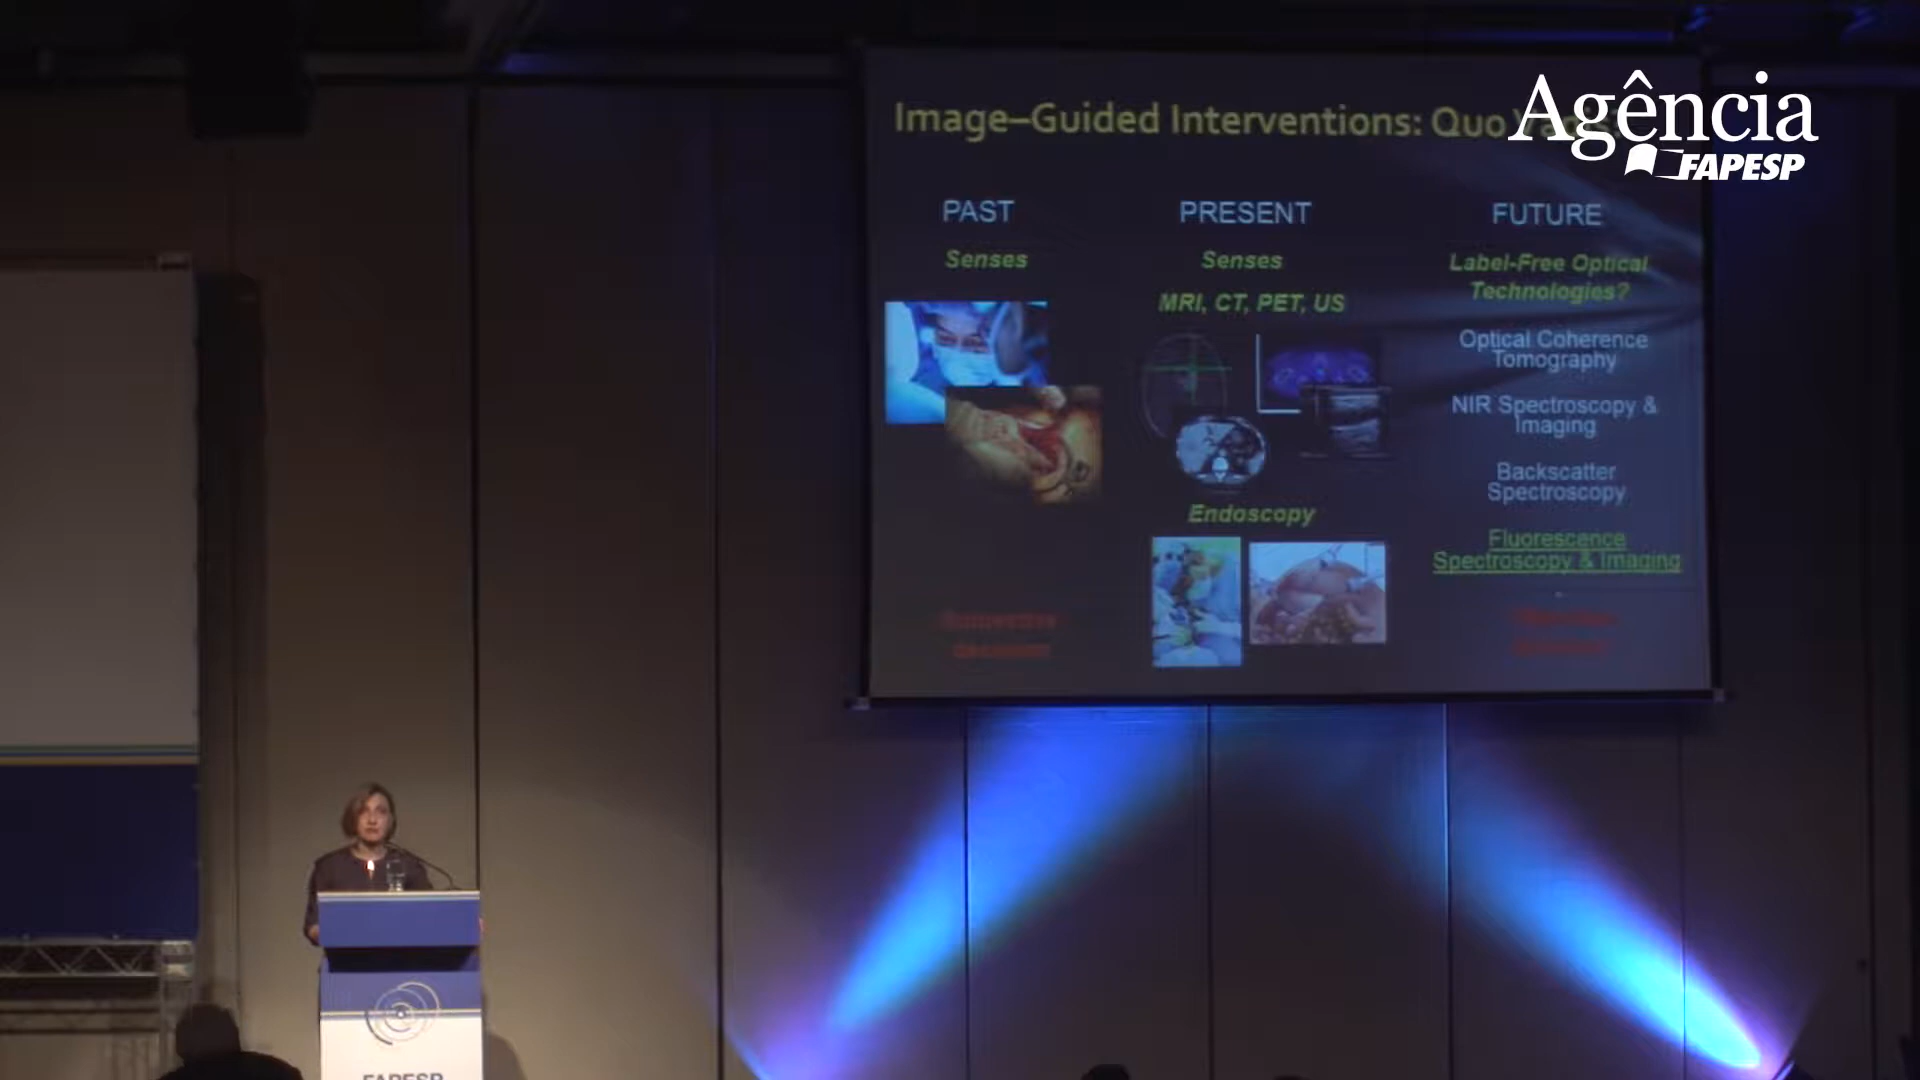 Agência
FAPESP
Image–Guided Interventions: Quo
PAST
Senses
PRESENT
Senses
MRI, CT, PET, US
Endoscopy
FUTURE
Label-Free Optical
Technologies?
Optical Coherence
Tomography
NIR Spectroscopy &
Imaging
Backscatter
Spectroscopy
Fluorescence
Spectroscopy & Imaging
FAPESP